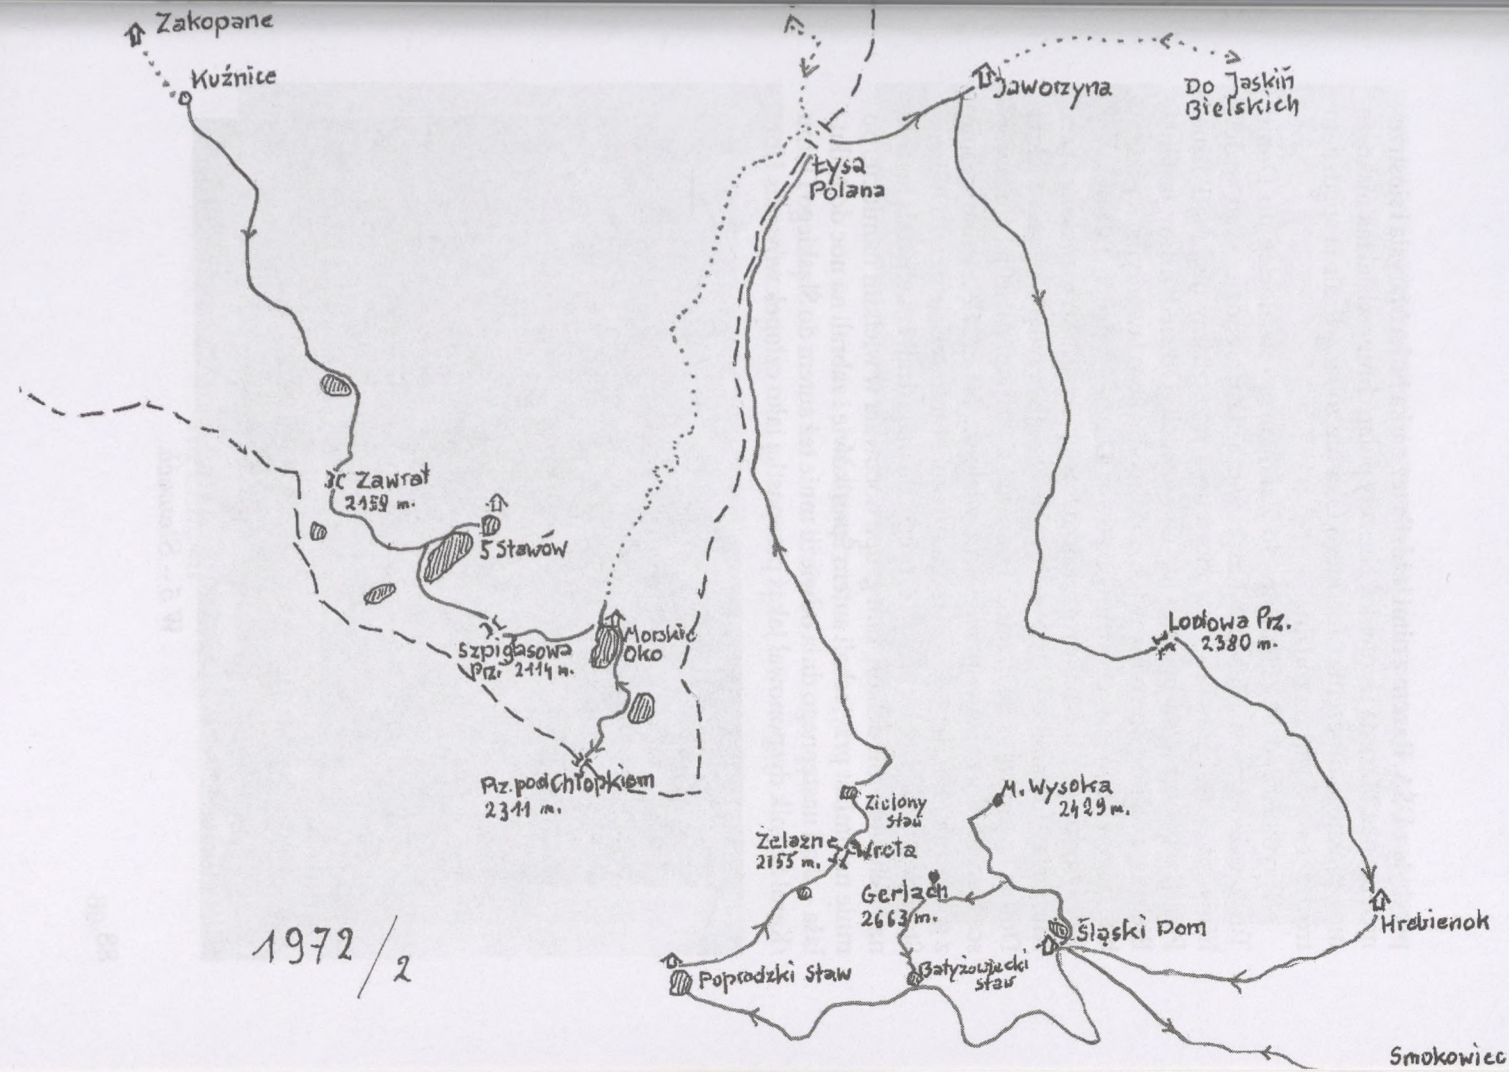 Zakopane
Kuźnice
Jaworzyna
Do Jaskiń
Bielskich
Łysa
Polana
Zawrat
2159 m.
5 Stawów
Szpiglasowa
Prz. 2114 m.
Morskie
Oko
Prz. pod Chłopkiem
2311 m.
Lodowa Prz.
2380 m.
Zielony
Staw
Żelazne Wrota
2155 m.
M. Wysoka
2429 m.
Gerlach
2663 m.
Śląski Dom
Hrebienok
Batyżowiecki
Staw
Popradzki Staw
Smokowiec
1972/2